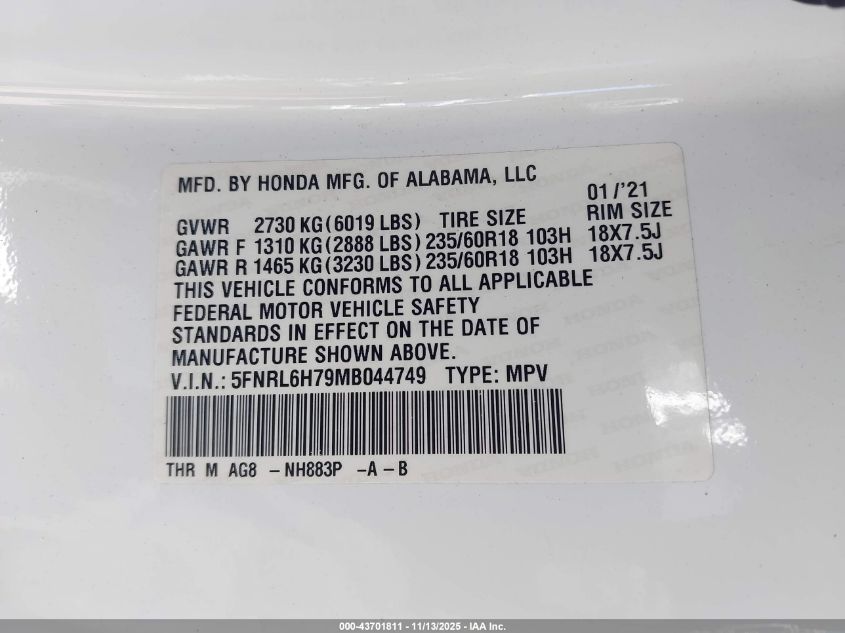 MFD. BY HONDA MFG. OF ALABAMA, LLC
01/'21
GVWR 2730 KG(6019 LBS) TIRE SIZE RIM SIZE
GAWR F 1310 KG(2888 LBS) 235/60R18 103H 18X7.5J
GAWR R 1465 KG(3230 LBS) 235/60R18 103H 18X7.5J
THIS VEHICLE CONFORMS TO ALL APPLICABLE
FEDERAL MOTOR VEHICLE SAFETY
STANDARDS IN EFFECT ON THE DATE OF
MANUFACTURE SHOWN ABOVE.
V.I.N.: 5FNRL6H79MB044749 TYPE: MPV
THR M AG8 -NH883P -A-B
000-43701811 - 11/13/2025 - IAA Inc.